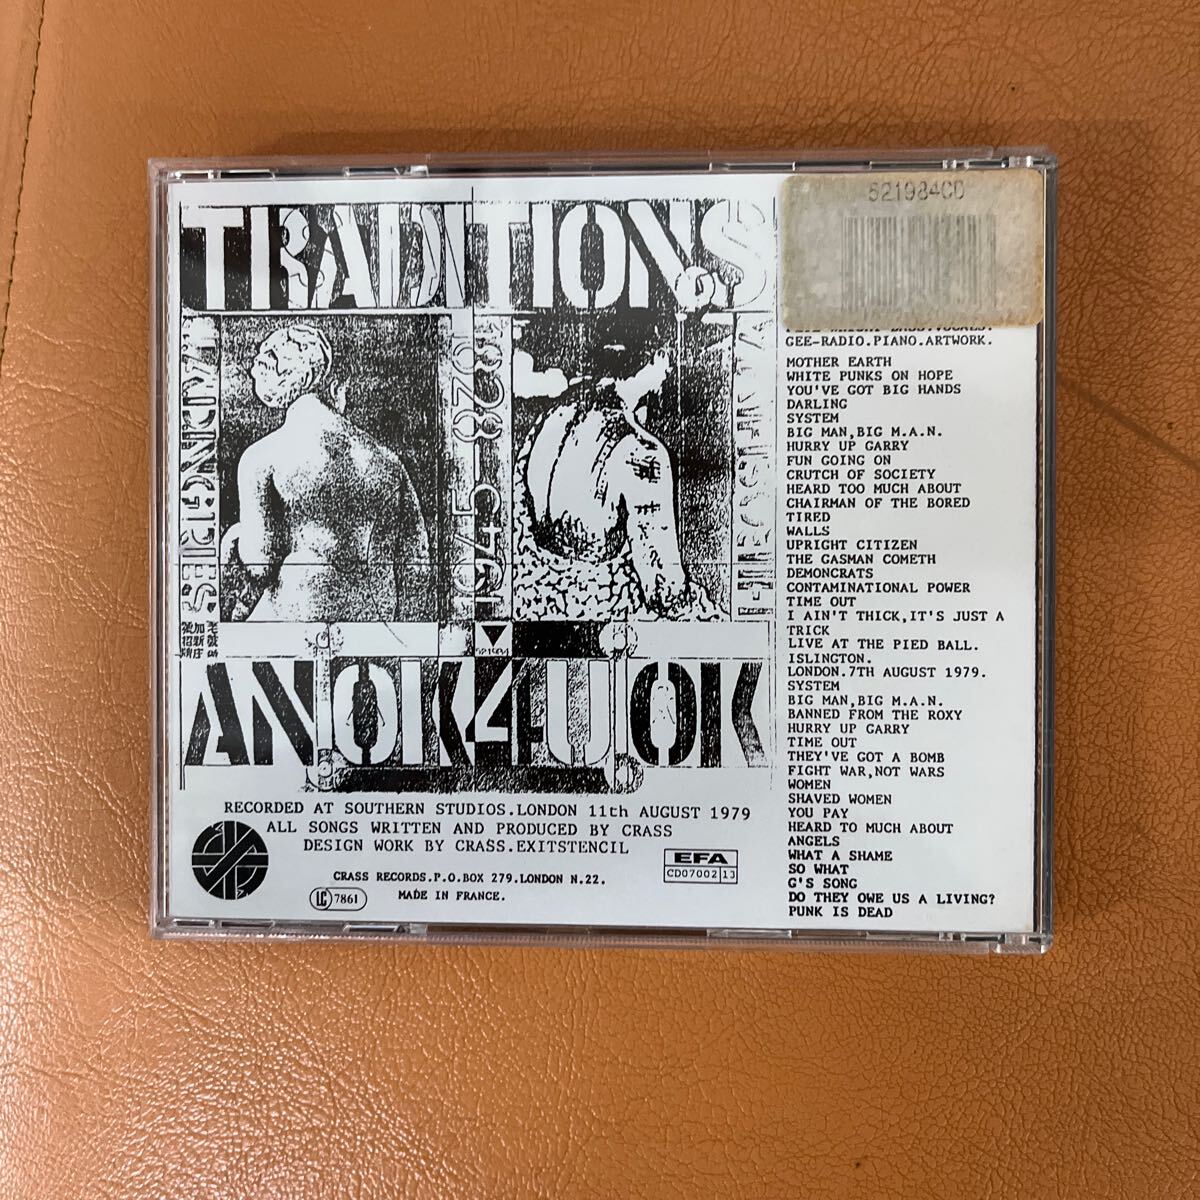 TRADITIONS
521984
ANOK4UOK
RECORDED AT SOUTHERN STUDIOS.LONDON 11th AUGUST 1979
ALL SONGS WRITTEN AND PRODUCED BY CRASS
DESIGN WORK BY CRASS.EXITSTENCIL
CRASS RECORDS.P.O.BOX 279.LONDON N.22.
MADE IN FRANCE.
LC 7861
EFA
CD07002 13
521984CD
GEE-RADIO.PIANO.ARTWORK.
MOTHER EARTH
WHITE PUNKS ON HOPE
YOU'VE GOT BIG HANDS
DARLING
SYSTEM
BIG MAN,BIG M.A.N.
HURRY UP GARRY
FUN GOING ON
CRUTCH OF SOCIETY
HEARD TOO MUCH ABOUT
CHAIRMAN OF THE BORED
TIRED
WALLS
UPRIGHT CITIZEN
THE GASMAN COMETH
DEMONCRATS
CONTAMINATIONAL POWER
TIME OUT
I AIN'T THICK,IT'S JUST A
TRICK
LIVE AT THE PIED BALL.
ISLINGTON.
LONDON.7TH AUGUST 1979.
SYSTEM
BIG MAN,BIG M.A.N.
BANNED FROM THE ROXY
HURRY UP GARRY
TIME OUT
THEY'VE GOT A BOMB
FIGHT WAR,NOT WARS
WOMEN
SHAVED WOMEN
YOU PAY
HEARD TO MUCH ABOUT
ANGELS
WHAT A SHAME
SO WHAT
G'S SONG
DO THEY OWE US A LIVING?
PUNK IS DEAD